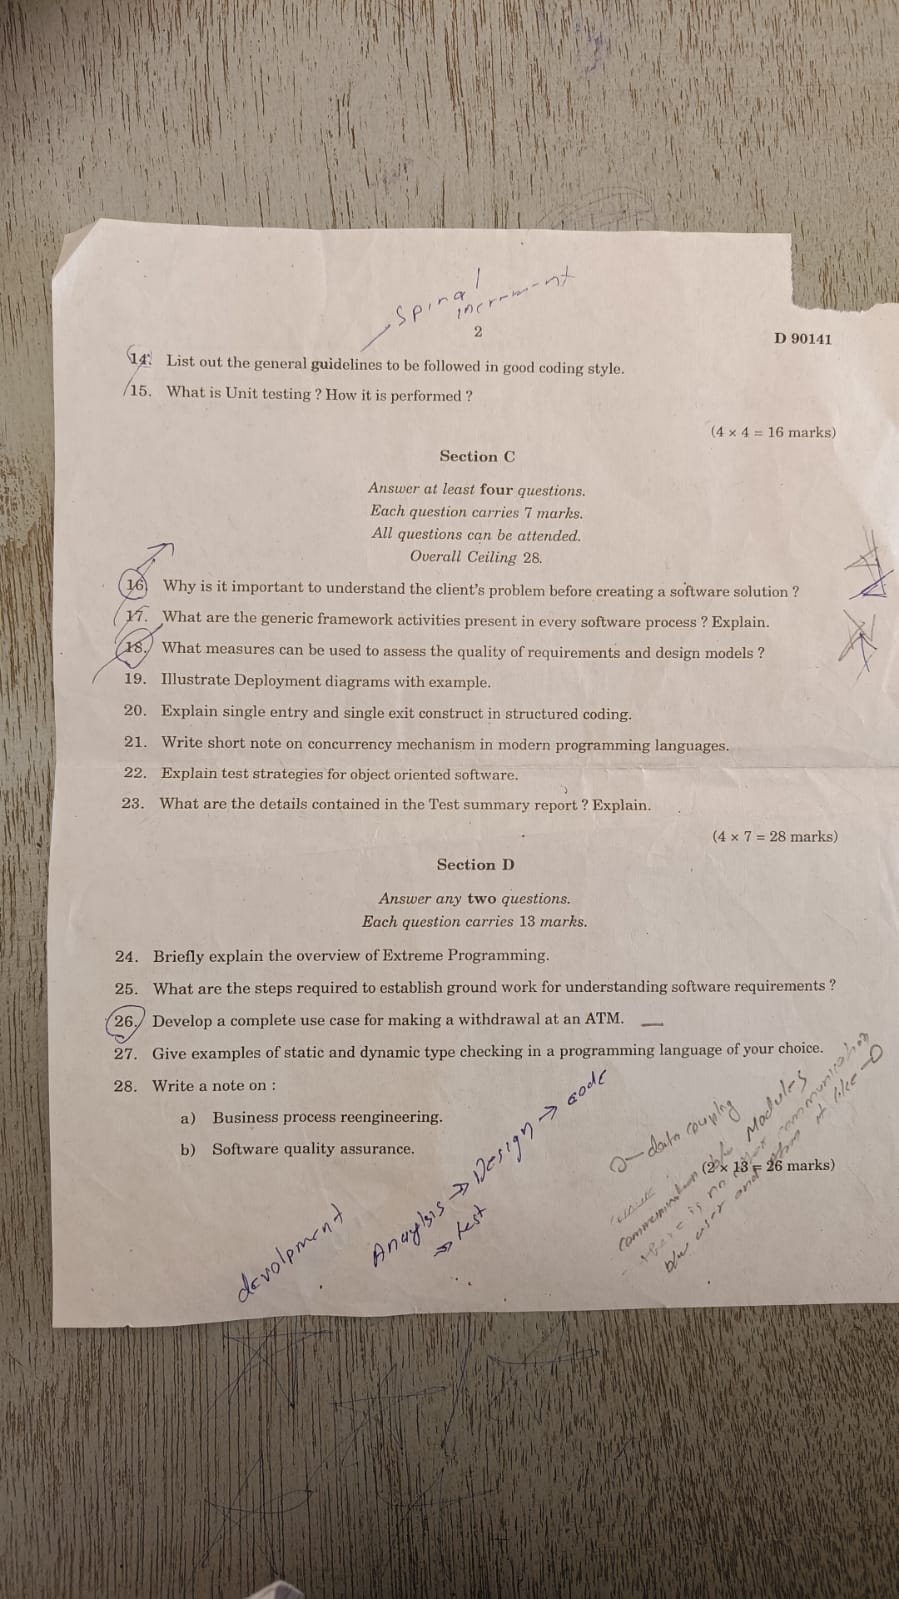 spiral
increment
2
D 90141
14. List out the general guidelines to be followed in good coding style.
15. What is Unit testing ? How it is performed ?
(4 × 4 = 16 marks)
Section C
Answer at least four questions.
Each question carries 7 marks.
All questions can be attended.
Overall Ceiling 28.
16. Why is it important to understand the client's problem before creating a software solution ?
17. What are the generic framework activities present in every software process ? Explain.
18. What measures can be used to assess the quality of requirements and design models ?
19. Illustrate Deployment diagrams with example.
20. Explain single entry and single exit construct in structured coding.
21. Write short note on concurrency mechanism in modern programming languages.
22. Explain test strategies for object oriented software.
23. What are the details contained in the Test summary report ? Explain.
(4 × 7 = 28 marks)
Section D
Answer any two questions.
Each question carries 13 marks.
24. Briefly explain the overview of Extreme Programming.
25. What are the steps required to establish ground work for understanding software requirements ?
26. Develop a complete use case for making a withdrawal at an ATM.
27. Give examples of static and dynamic type checking in a programming language of your choice.
28. Write a note on :
a) Business process reengineering.
b) Software quality assurance.
(2 × 13 = 26 marks)
devolpment
Anaylsis → Design → code
→ test
data coupling
communication b/w Modules
there is no other communication
b/w user and